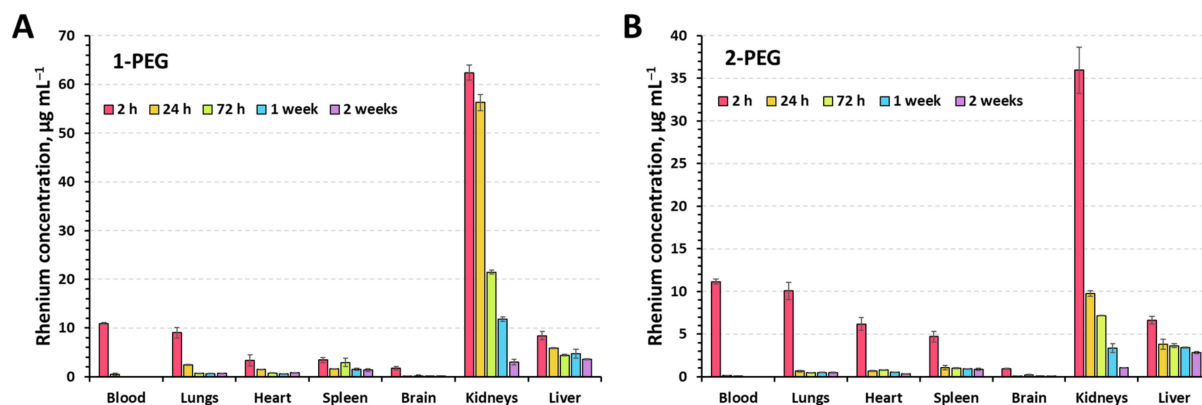 A
1-PEG
2 h 24 h 72 h 1 week 2 weeks
Rhenium concentration, µg mL⁻¹
70
60
50
40
30
20
10
0
Blood Lungs Heart Spleen Brain Kidneys Liver
B
2-PEG
2 h 24 h 72 h 1 week 2 weeks
Rhenium concentration, µg mL⁻¹
40
35
30
25
20
15
10
5
0
Blood Lungs Heart Spleen Brain Kidneys Liver